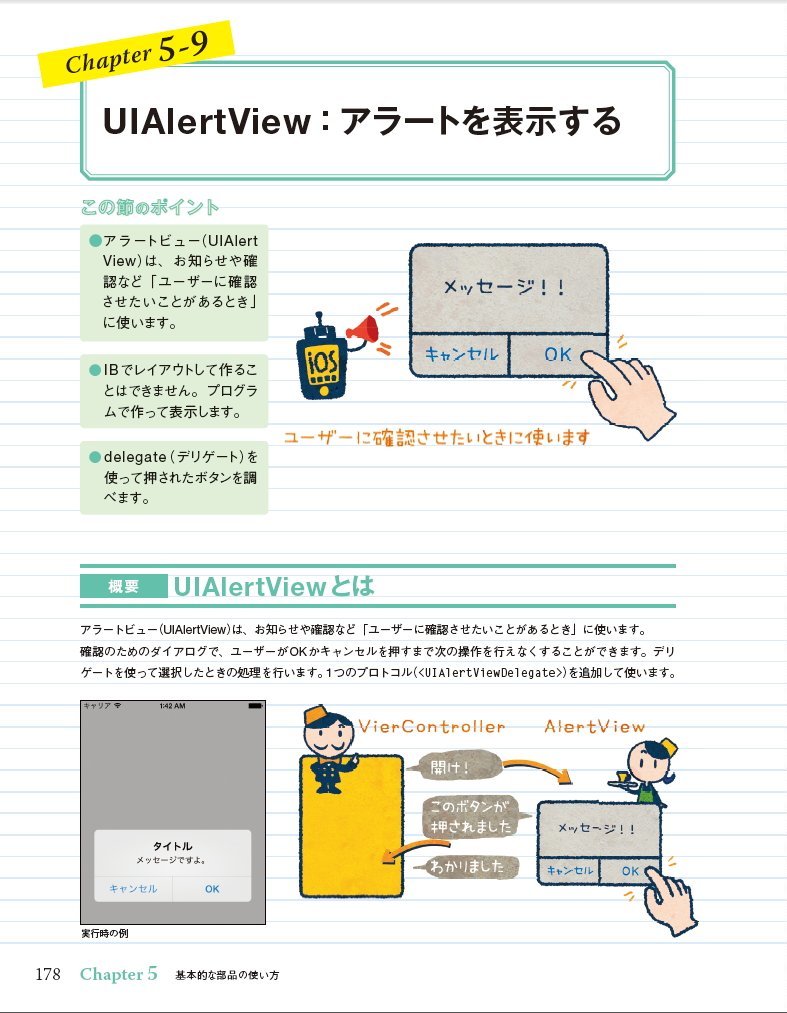 Chapter 5-9
UIAlertView：アラートを表示する
この節のポイント
●アラートビュー（UIAlert
View）は、お知らせや確
認など「ユーザーに確認
させたいことがあるとき」
に使います。
●IBでレイアウトして作るこ
とはできません。プログラ
ムで作って表示します。
●delegate（デリゲート）を
使って押されたボタンを調
べます。
iOS
メッセージ！！
キャンセル OK
ユーザーに確認させたいときに使います
概要 UIAlertViewとは
アラートビュー（UIAlertView）は、お知らせや確認など「ユーザーに確認させたいことがあるとき」に使います。
確認のためのダイアログで、ユーザーがOKかキャンセルを押すまで次の操作を行えなくすることができます。デリ
ゲートを使って選択したときの処理を行います。1つのプロトコル（<UIAlertViewDelegate>）を追加して使います。
キャリア 1:42 AM
タイトル
メッセージですよ。
キャンセル OK
実行時の例
VierController AlertView
開け！
このボタンが
押されました
わかりました
メッセージ！！
キャンセル OK
178 Chapter 5 基本的な部品の使い方